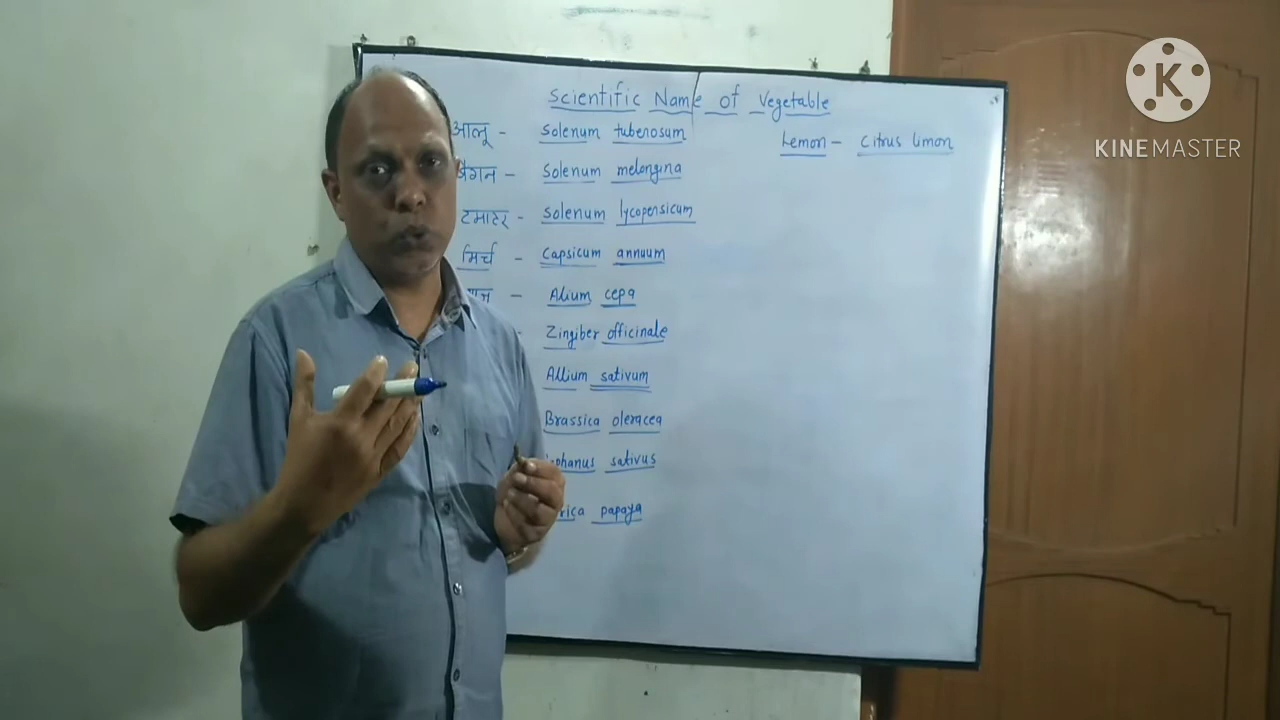 Scientific Name of Vegetable
आलू - Solenum tuberosum
बैगन - Solenum melongina
टमाटर - Solenum lycopersicum
मिर्च - Capsicum annuum
- Alium cepa
- Zingiber officinale
Allium sativum
Brassica oleracea
sativus
papaya
Lemon - Citrus limon
K
KINEMASTER